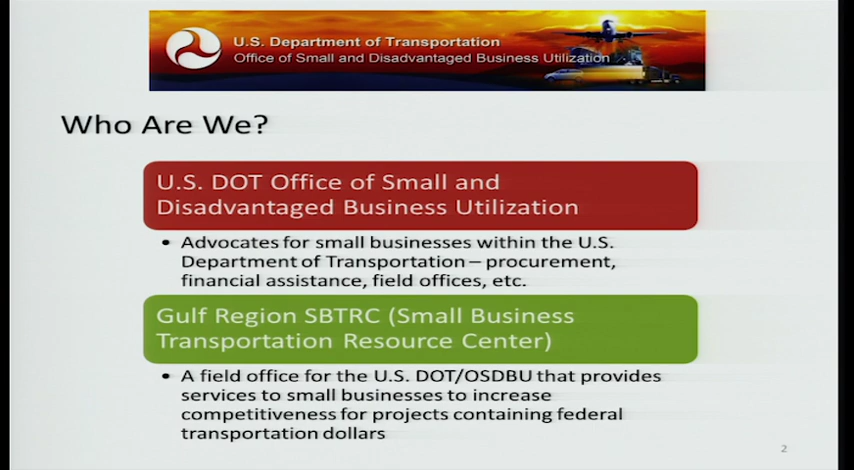 U.S. Department of Transportation
Office of Small and Disadvantaged Business Utilization
Who Are We?
U.S. DOT Office of Small and
Disadvantaged Business Utilization
• Advocates for small businesses within the U.S.
Department of Transportation – procurement,
financial assistance, field offices, etc.
Gulf Region SBTRC (Small Business
Transportation Resource Center)
• A field office for the U.S. DOT/OSDBU that provides
services to small businesses to increase
competitiveness for projects containing federal
transportation dollars
2